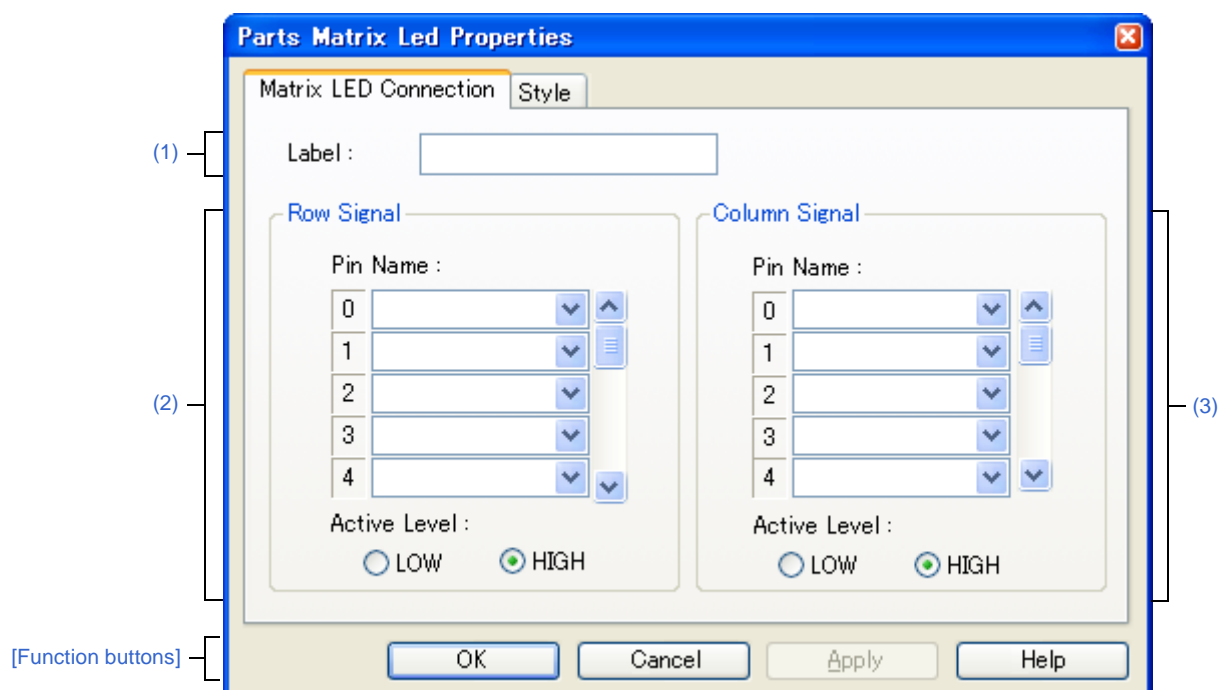 Parts Matrix Led Properties
Matrix LED Connection Style
(1) Label :
Row Signal
Pin Name :
0
1
2
3
4
Active Level :
LOW HIGH
(2)
Column Signal
Pin Name :
0
1
2
3
4
Active Level :
LOW HIGH
(3)
[Function buttons] OK Cancel Apply Help